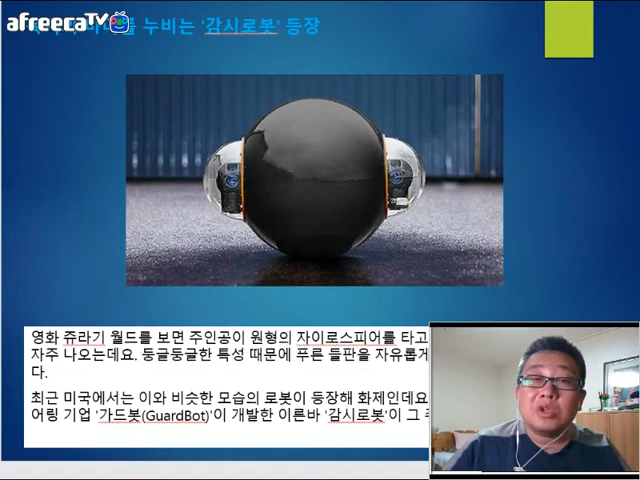 afreecaTV
누비는 '감시로봇' 등장
영화 쥬라기 월드를 보면 주인공이 원형의 자이로스피어를 타고
자주 나오는데요, 둥글둥글한 특성 때문에 푸른 들판을 자유롭게
다.
최근 미국에서는 이와 비슷한 모습의 로봇이 등장해 화제인데요
어링 기업 '가드봇(GuardBot)'이 개발한 이른바 '감시로봇'이 그